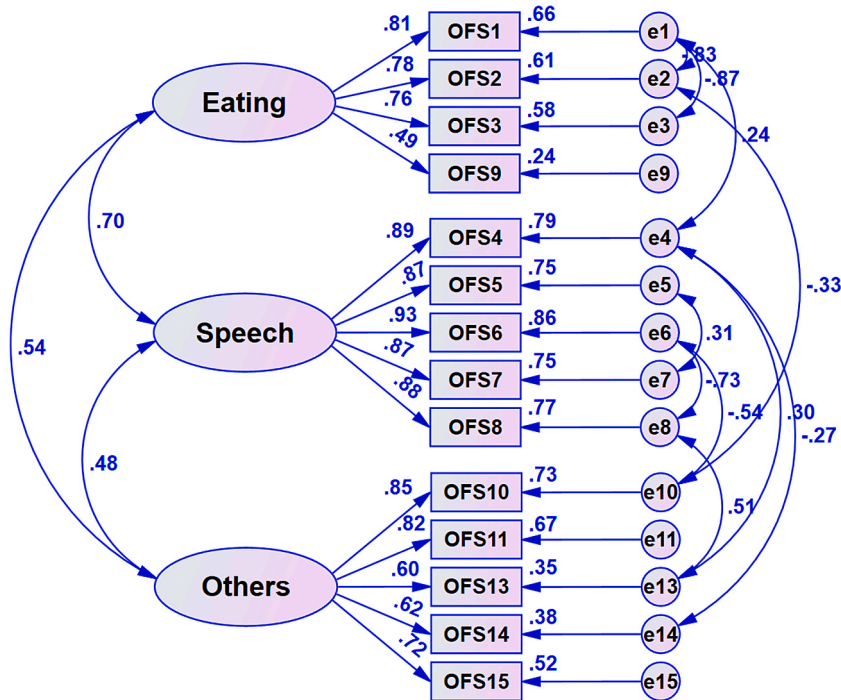 .81 OFS1 .66 e1
.78 OFS2 .61 e2 -.83
Eating .76 OFS3 .58 e3 -.87
.49 OFS9 .24 e9 .24
.70
.89 OFS4 .79 e4
.87 OFS5 .75 e5 -.33
Speech .93 OFS6 .86 e6 .31
.54 .87 OFS7 .75 e7 -.73
.88 OFS8 .77 e8 -.54 .30 -.27
.48
.85 OFS10 .73 e10 .51
.82 OFS11 .67 e11
Others .60 OFS13 .35 e13
.62 OFS14 .38 e14
.72 OFS15 .52 e15